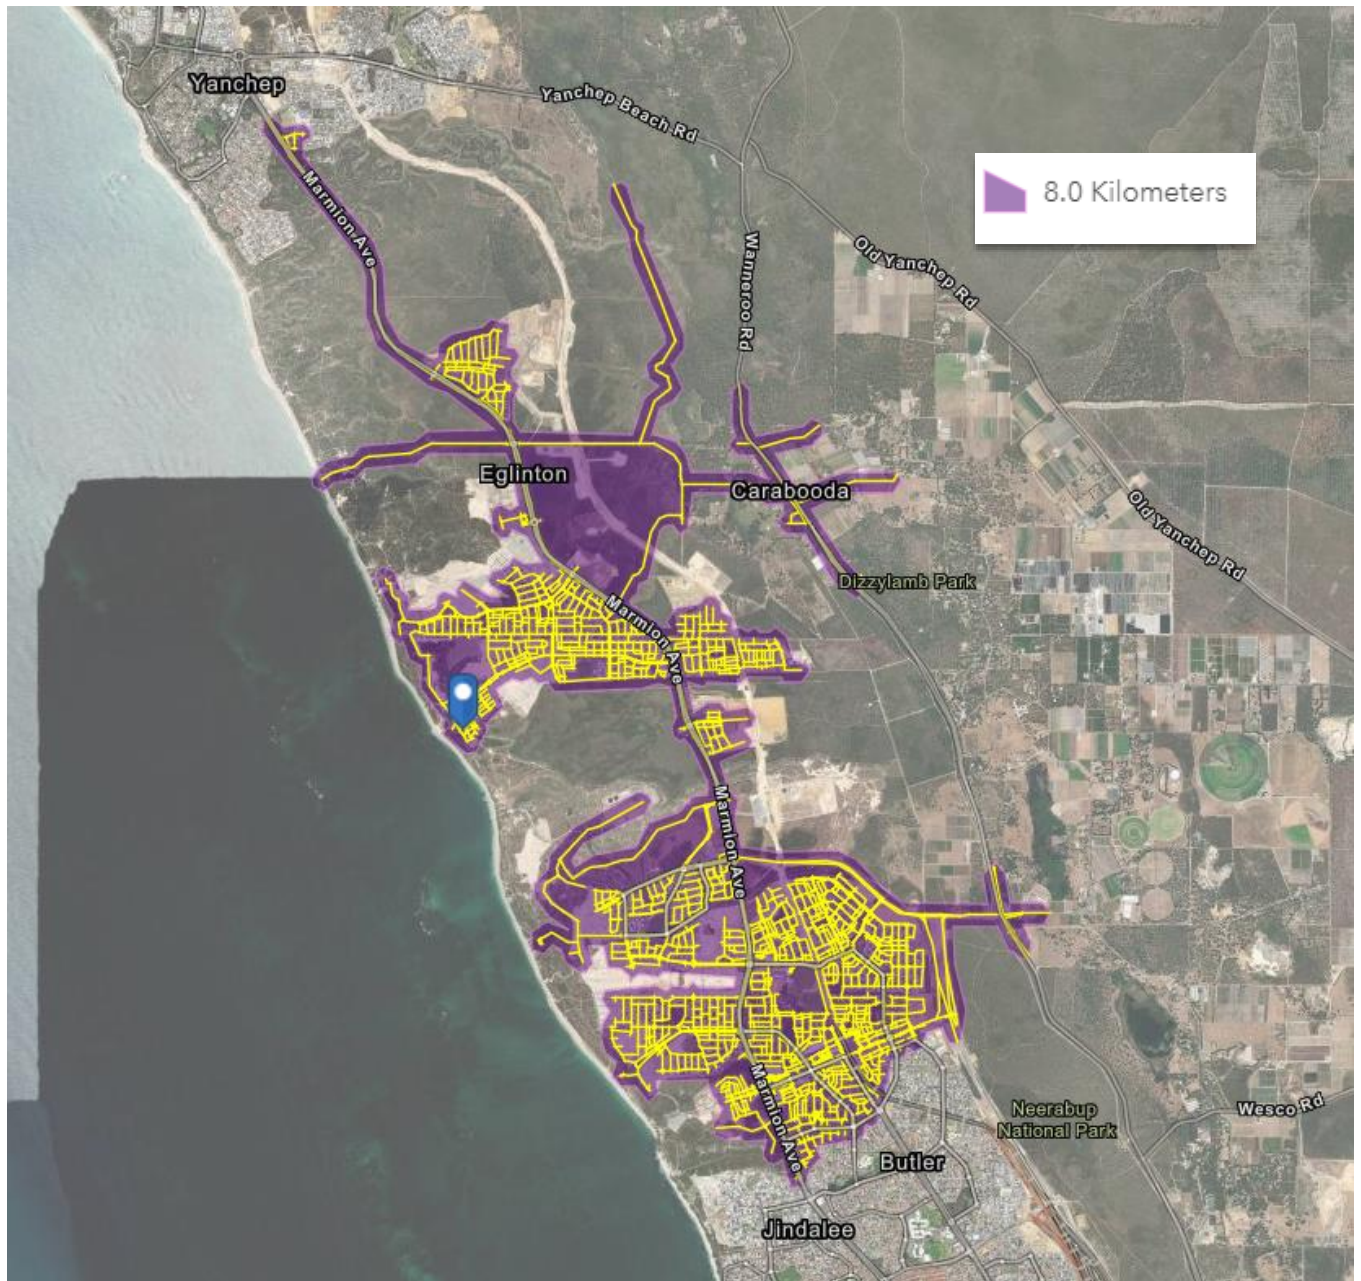 Yanchep
Yanchep Beach Rd
8.0 Kilometers
Marmion Ave
Wanneroo Rd
Old Yanchep Rd
Eglinton
Carabooda
Old Yanchep Rd
Dizzylamb Park
Marmion Ave
Marmion Ave
Marmion Ave
Neerabup
National Park
Wesco Rd
Butler
Jindalee